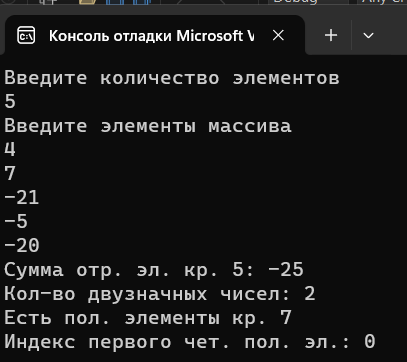 Консоль отладки Microsoft V
Введите количество элементов
5
Введите элементы массива
4
7
-21
-5
-20
Сумма отр. эл. кр. 5: -25
Кол-во двузначных чисел: 2
Есть пол. элементы кр. 7
Индекс первого чет. пол. эл.: 0